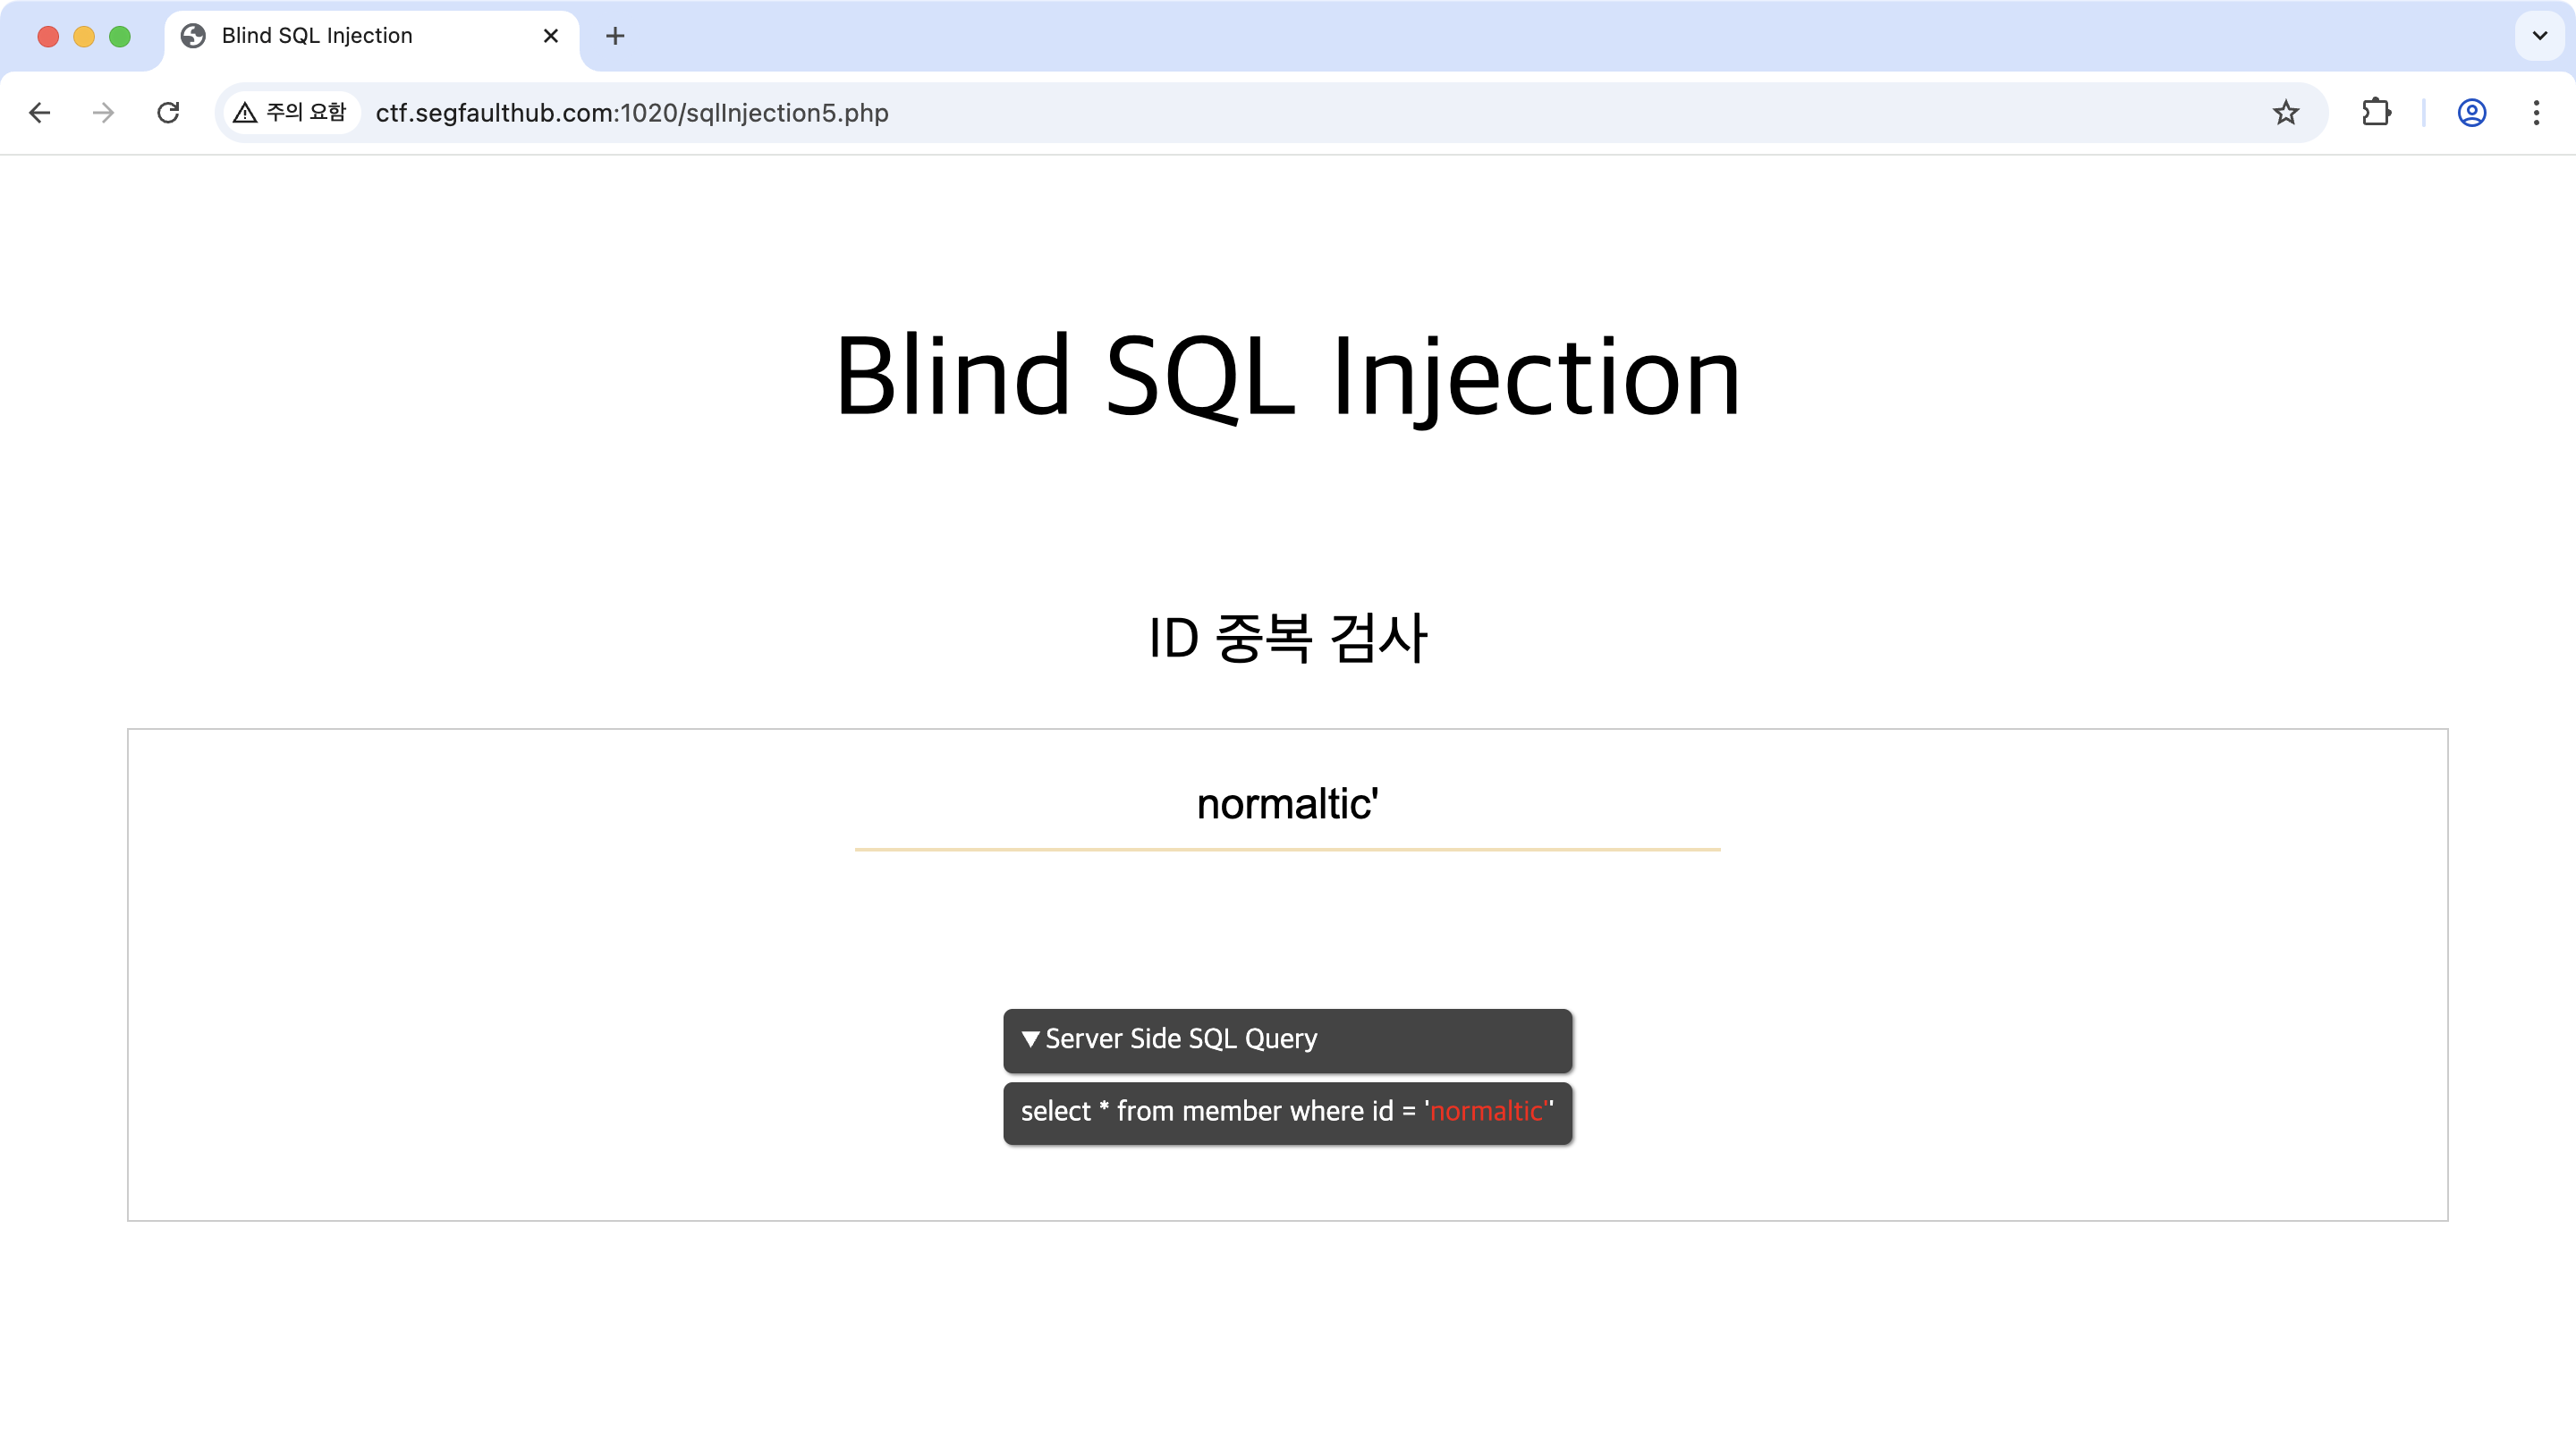 Blind SQL Injection
주의 요함 ctf.segfaulthub.com:1020/sqlInjection5.php
Blind SQL Injection
ID 중복 검사
normaltic'
▼ Server Side SQL Query
select * from member where id = 'normaltic''